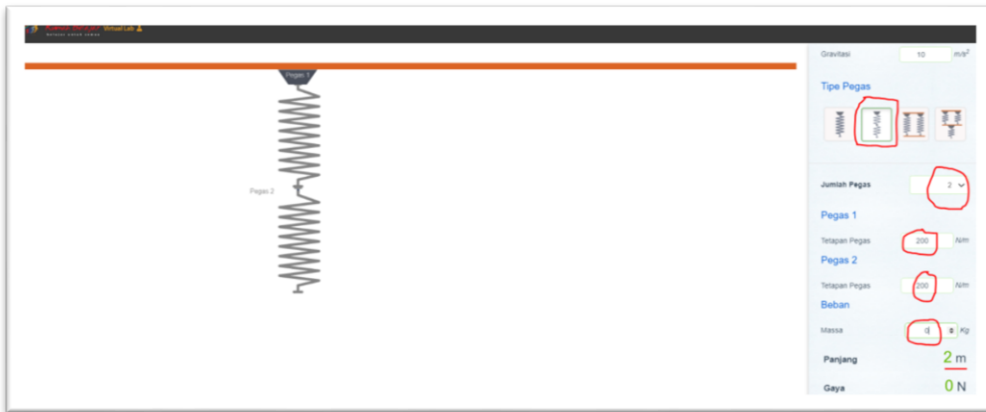 Virtual Lab
Gravitasi 10 m/s²
Pegas 1
Tipe Pegas
Jumlah Pegas 2
Pegas 2
Pegas 1
Tetapan Pegas 200 N/m
Pegas 2
Tetapan Pegas 200 N/m
Beban
Massa 0 Kg
Panjang 2 m
Gaya 0 N